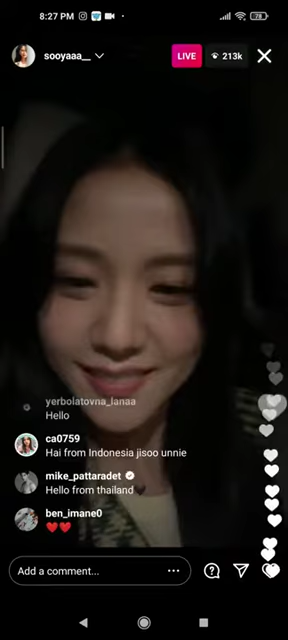 8:27 PM
78
sooyaaa__
LIVE
213k
yerbolatovna_lanaa
Hello
ca0759
Hai from Indonesia jisoo unnie
mike_pattaradet
Hello from thailand
ben_imane0
❤️❤️
Add a comment...